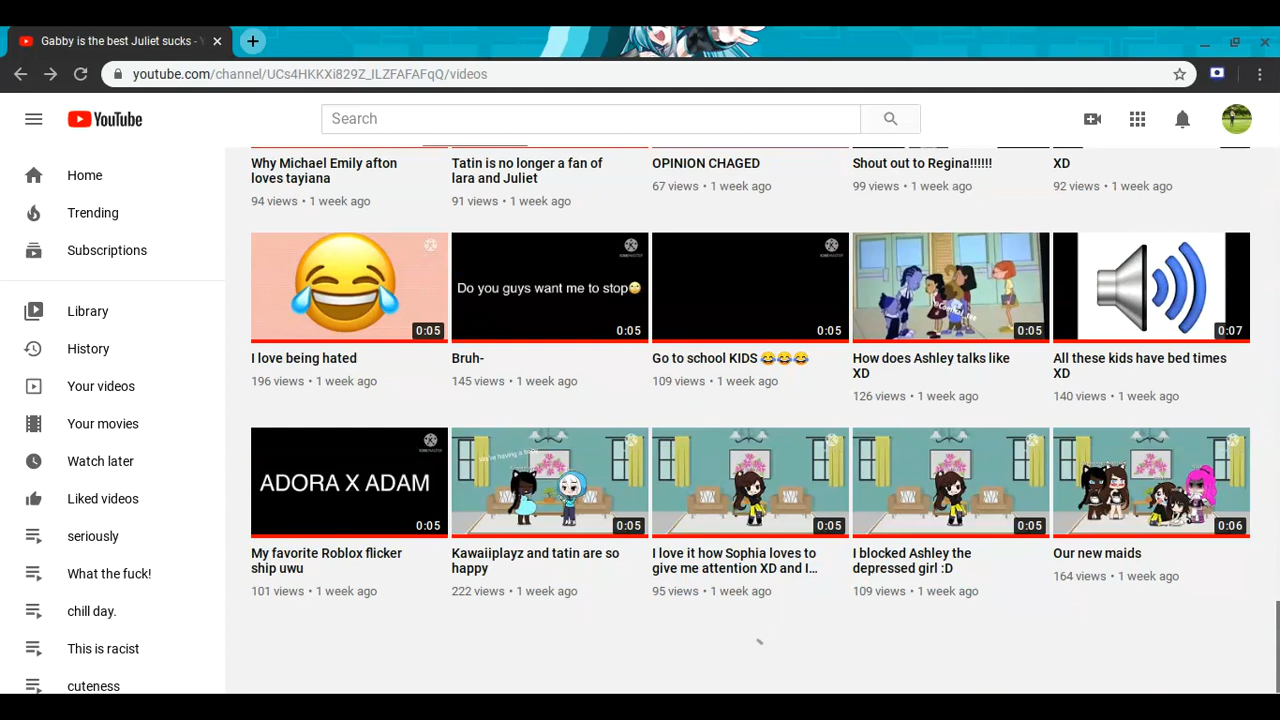 Gabby is the best Juliet sucks - Y
youtube.com/channel/UCs4HKKXi829Z_ILZFAFAFqQ/videos
YouTube
Search
Home
Trending
Subscriptions
Library
History
Your videos
Your movies
Watch later
Liked videos
seriously
What the fuck!
chill day.
This is racist
cuteness
Why Michael Emily afton
loves tayiana
94 views • 1 week ago
Tatin is no longer a fan of
lara and Juliet
91 views • 1 week ago
OPINION CHAGED
67 views • 1 week ago
Shout out to Regina!!!!!!
99 views • 1 week ago
XD
92 views • 1 week ago
KINEMASTER
0:05
I love being hated
196 views • 1 week ago
KINEMASTER
Do you guys want me to stop🙄
0:05
Bruh-
145 views • 1 week ago
KINEMASTER
0:05
Go to school KIDS 😂😂😂
109 views • 1 week ago
0:05
How does Ashley talks like
XD
126 views • 1 week ago
0:07
All these kids have bed times
XD
140 views • 1 week ago
KINEMASTER
ADORA X ADAM
0:05
My favorite Roblox flicker
ship uwu
101 views • 1 week ago
0:05
Kawaiiplayz and tatin are so
happy
222 views • 1 week ago
0:05
I love it how Sophia loves to
give me attention XD and I...
95 views • 1 week ago
0:05
I blocked Ashley the
depressed girl :D
109 views • 1 week ago
0:06
Our new maids
164 views • 1 week ago